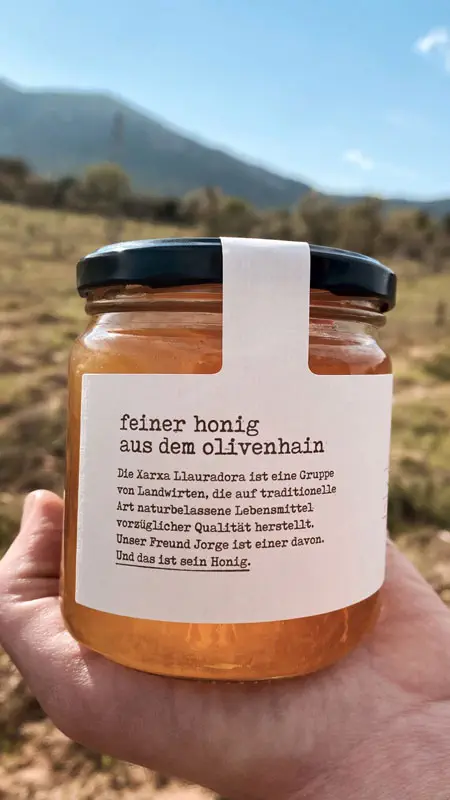 feiner honig
aus dem olivenhain
Die Xarxa Llauradora ist eine Gruppe
von Landwirten, die auf traditionelle
Art naturbelassene Lebensmittel
vorzüglicher Qualität herstellt.
Unser Freund Jorge ist einer davon.
Und das ist sein Honig.